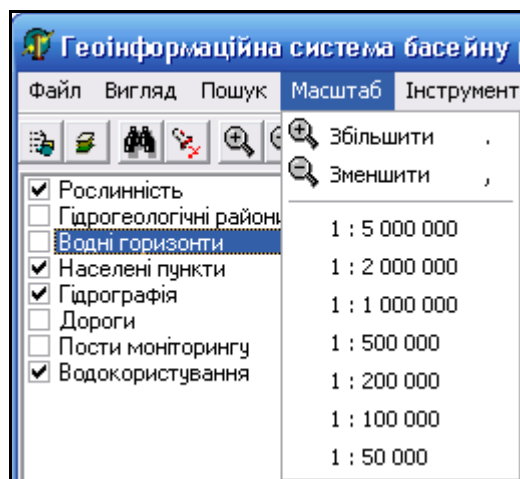 Геоінформаційна система басейну
Файл Вигляд Пошук Масштаб Інструмент
Збільшити .
Зменшити ,
1 : 5 000 000
1 : 2 000 000
1 : 1 000 000
1 : 500 000
1 : 200 000
1 : 100 000
1 : 50 000
Рослинність
Гідрогеологічні райони
Водні горизонти
Населені пункти
Гідрографія
Дороги
Пости моніторингу
Водокористування